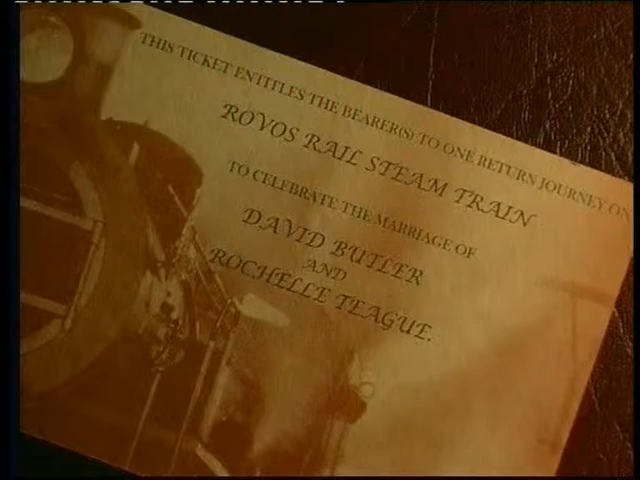 THIS TICKET ENTITLES THE BEARER(S) TO ONE RETURN JOURNEY ON
ROVOS RAIL STEAM TRAIN
TO CELEBRATE THE MARRIAGE OF
DAVID BUTLER
AND
ROCHELLE TEAGUE.